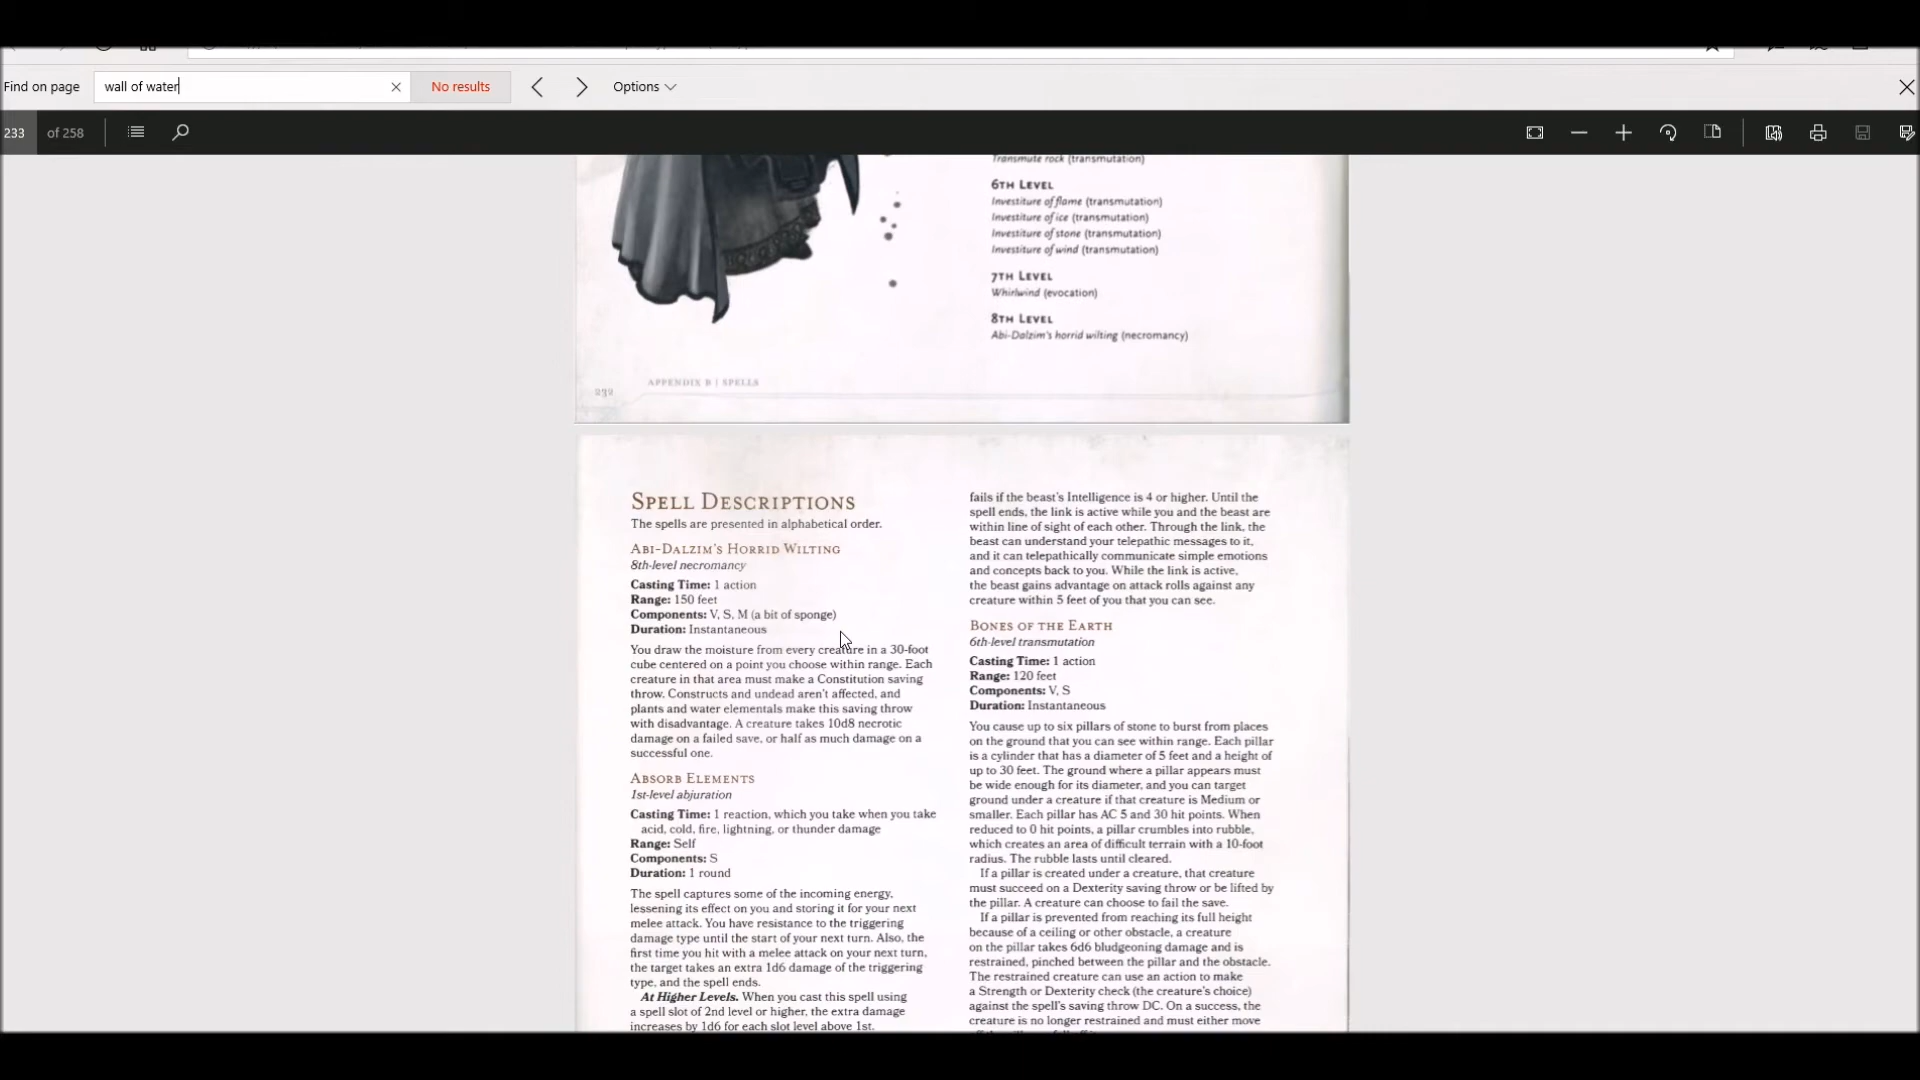 Find on page
wall of water
No results
Options
233
of 258
Transmute rock (transmutation)
6TH LEVEL
Investiture of flame (transmutation)
Investiture of ice (transmutation)
Investiture of stone (transmutation)
Investiture of wind (transmutation)
7TH LEVEL
Whirlwind (evocation)
8TH LEVEL
Abi-Dalzim's horrid wilting (necromancy)
232
APPENDIX B | SPELLS
SPELL DESCRIPTIONS
The spells are presented in alphabetical order.
ABI-DALZIM'S HORRID WILTING
8th-level necromancy
Casting Time: 1 action
Range: 150 feet
Components: V, S, M (a bit of sponge)
Duration: Instantaneous
You draw the moisture from every creature in a 30-foot
cube centered on a point you choose within range. Each
creature in that area must make a Constitution saving
throw. Constructs and undead aren't affected, and
plants and water elementals make this saving throw
with disadvantage. A creature takes 10d8 necrotic
damage on a failed save, or half as much damage on a
successful one.
ABSORB ELEMENTS
1st-level abjuration
Casting Time: 1 reaction, which you take when you take
acid, cold, fire, lightning, or thunder damage
Range: Self
Components: S
Duration: 1 round
The spell captures some of the incoming energy,
lessening its effect on you and storing it for your next
melee attack. You have resistance to the triggering
damage type until the start of your next turn. Also, the
first time you hit with a melee attack on your next turn,
the target takes an extra 1d6 damage of the triggering
type, and the spell ends.
At Higher Levels. When you cast this spell using
a spell slot of 2nd level or higher, the extra damage
increases by 1d6 for each slot level above 1st.
fails if the beast's Intelligence is 4 or higher. Until the
spell ends, the link is active while you and the beast are
within line of sight of each other. Through the link, the
beast can understand your telepathic messages to it,
and it can telepathically communicate simple emotions
and concepts back to you. While the link is active,
the beast gains advantage on attack rolls against any
creature within 5 feet of you that you can see.
BONES OF THE EARTH
6th-level transmutation
Casting Time: 1 action
Range: 120 feet
Components: V, S
Duration: Instantaneous
You cause up to six pillars of stone to burst from places
on the ground that you can see within range. Each pillar
is a cylinder that has a diameter of 5 feet and a height of
up to 30 feet. The ground where a pillar appears must
be wide enough for its diameter, and you can target
ground under a creature if that creature is Medium or
smaller. Each pillar has AC 5 and 30 hit points. When
reduced to 0 hit points, a pillar crumbles into rubble,
which creates an area of difficult terrain with a 10-foot
radius. The rubble lasts until cleared.
If a pillar is created under a creature, that creature
must succeed on a Dexterity saving throw or be lifted by
the pillar. A creature can choose to fail the save.
If a pillar is prevented from reaching its full height
because of a ceiling or other obstacle, a creature
on the pillar takes 6d6 bludgeoning damage and is
restrained, pinched between the pillar and the obstacle.
The restrained creature can use an action to make
a Strength or Dexterity check (the creature's choice)
against the spell's saving throw DC. On a success, the
creature is no longer restrained and must either move